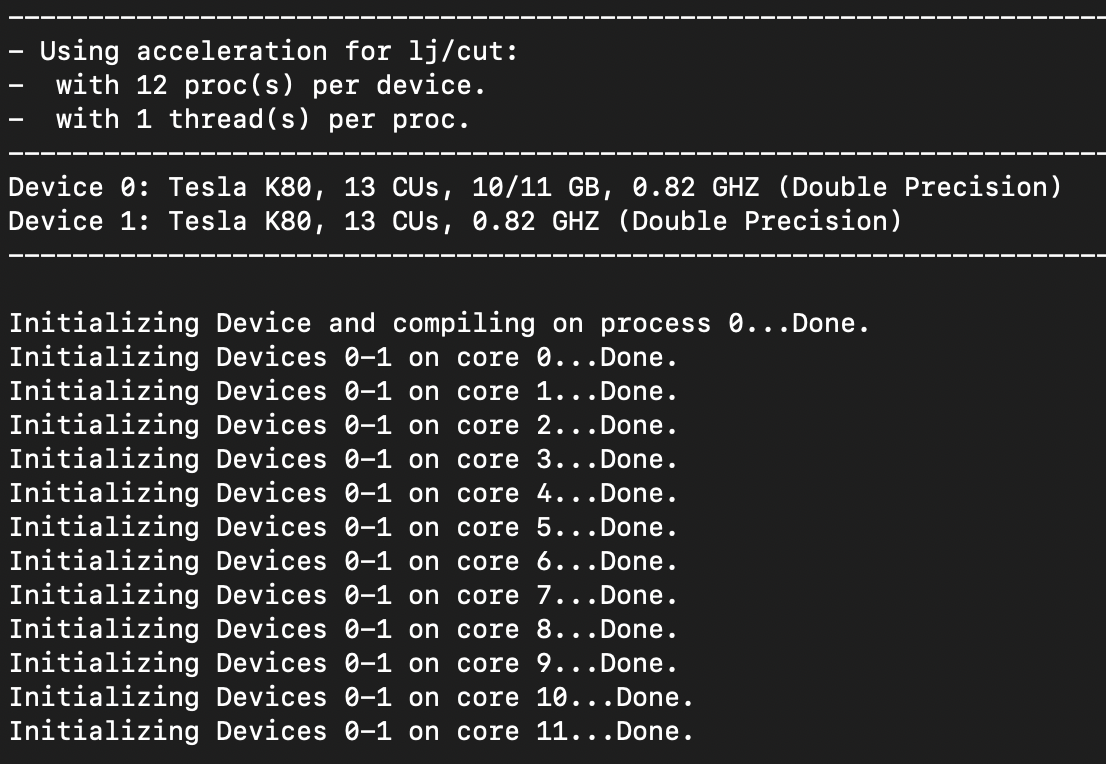 --------------------------------------------------------------------------
- Using acceleration for lj/cut:
-  with 12 proc(s) per device.
-  with 1 thread(s) per proc.
--------------------------------------------------------------------------
Device 0: Tesla K80, 13 CUs, 10/11 GB, 0.82 GHZ (Double Precision)
Device 1: Tesla K80, 13 CUs, 0.82 GHZ (Double Precision)
--------------------------------------------------------------------------
Initializing Device and compiling on process 0...Done.
Initializing Devices 0-1 on core 0...Done.
Initializing Devices 0-1 on core 1...Done.
Initializing Devices 0-1 on core 2...Done.
Initializing Devices 0-1 on core 3...Done.
Initializing Devices 0-1 on core 4...Done.
Initializing Devices 0-1 on core 5...Done.
Initializing Devices 0-1 on core 6...Done.
Initializing Devices 0-1 on core 7...Done.
Initializing Devices 0-1 on core 8...Done.
Initializing Devices 0-1 on core 9...Done.
Initializing Devices 0-1 on core 10...Done.
Initializing Devices 0-1 on core 11...Done.